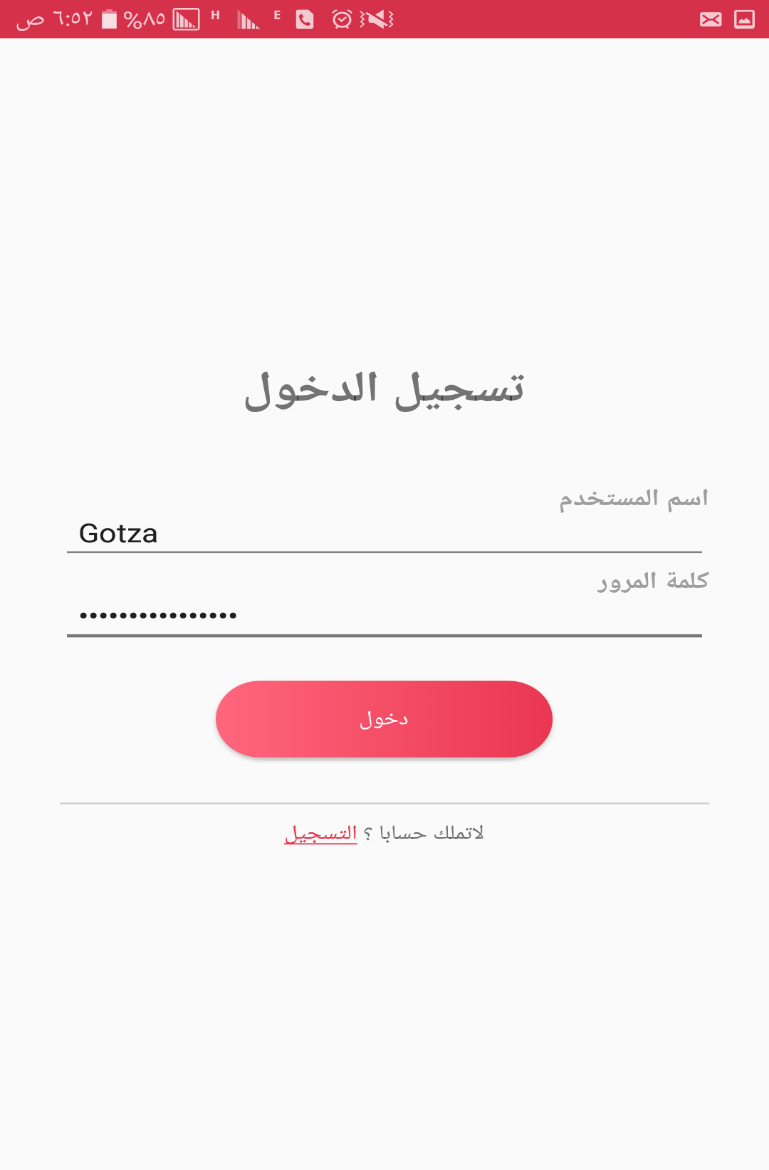 ٦:٥٢ ص ٨٥% H E
تسجيل الدخول
اسم المستخدم
Gotza
كلمة المرور
••••••••••••••••
دخول
لاتملك حسابا ؟ التسجيل